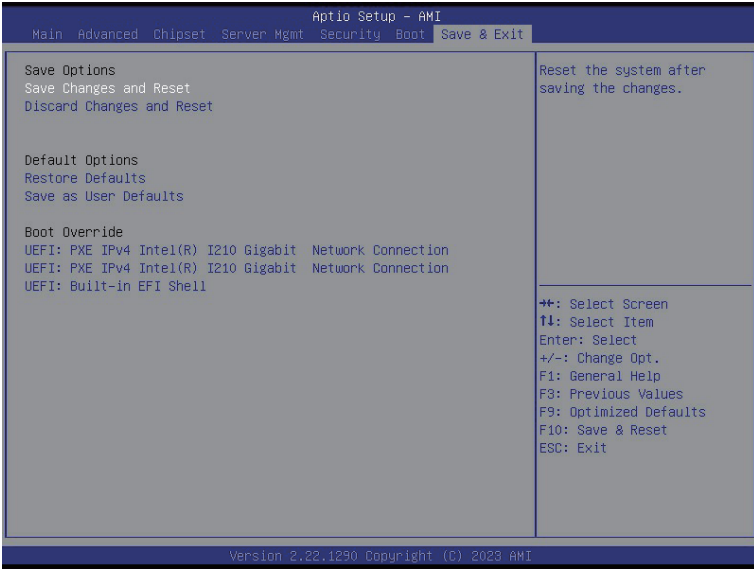 Aptio Setup - AMI
Main Advanced Chipset Server Mgmt Security Boot Save & Exit
Save Options
Save Changes and Reset
Discard Changes and Reset
Default Options
Restore Defaults
Save as User Defaults
Boot Override
UEFI: PXE IPv4 Intel(R) I210 Gigabit  Network Connection
UEFI: PXE IPv4 Intel(R) I210 Gigabit  Network Connection
UEFI: Built-in EFI Shell
Reset the system after
saving the changes.
→←: Select Screen
↑↓: Select Item
Enter: Select
+/-: Change Opt.
F1: General Help
F3: Previous Values
F9: Optimized Defaults
F10: Save & Reset
ESC: Exit
Version 2.22.1290 Copyright (C) 2023 AMI